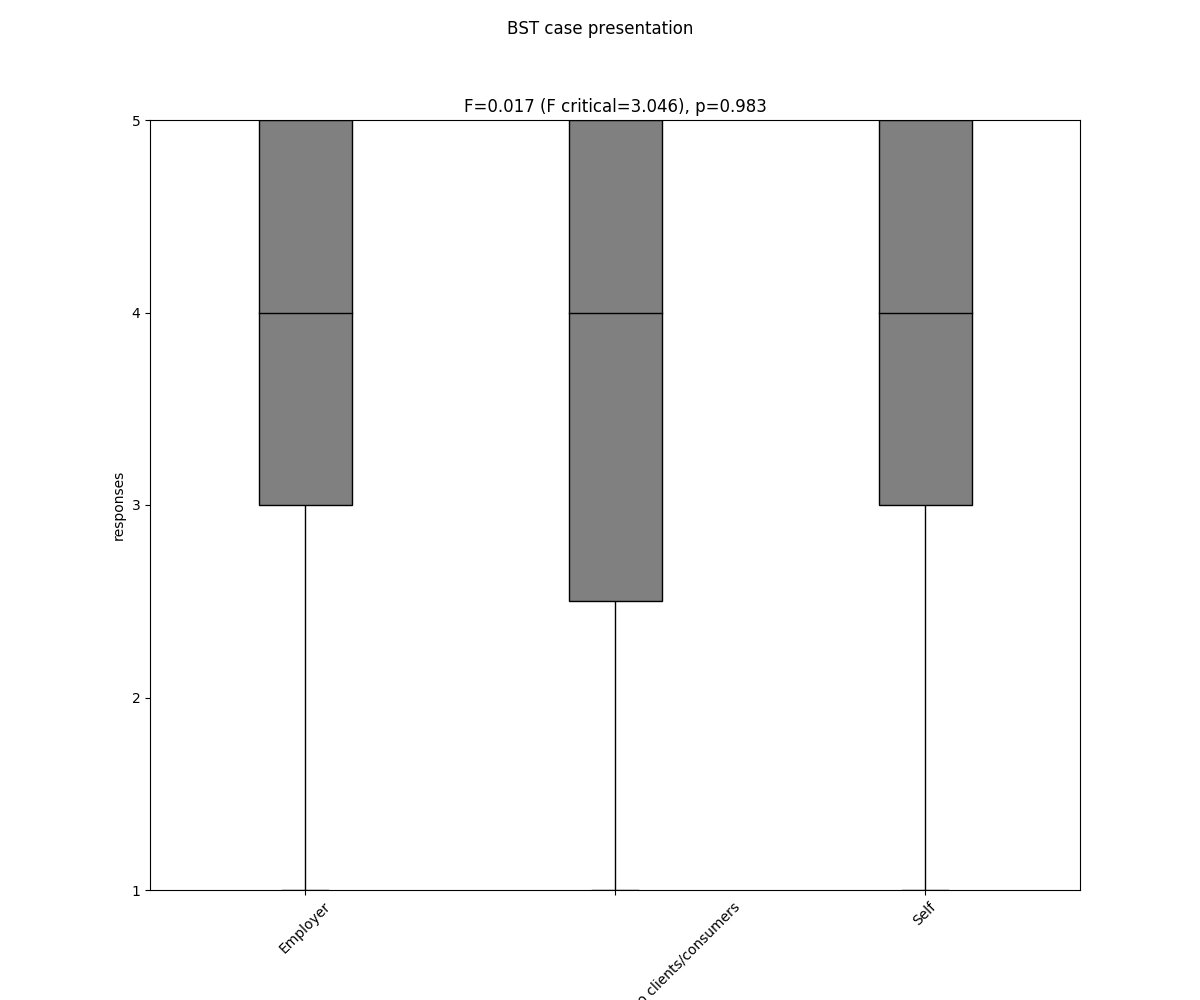 BST case presentation
F=0.017 (F critical=3.046), p=0.983
5
4
3
2
1
responses
Employer
clients/consumers
Self